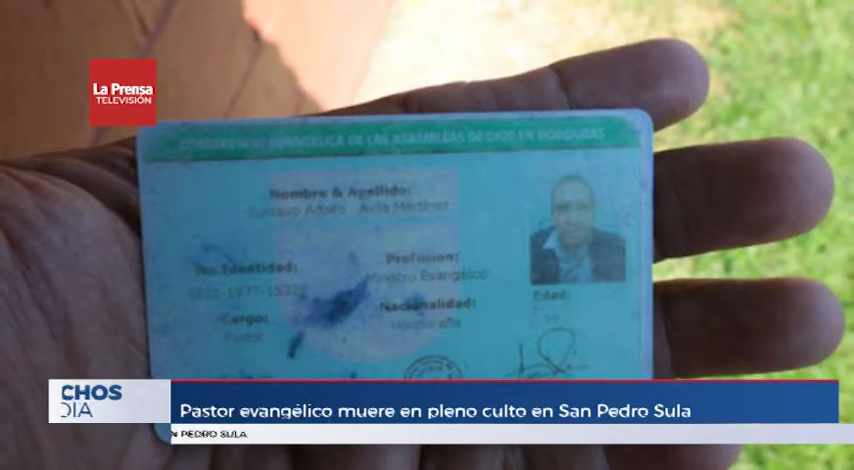 La Prensa
TELEVISIÓN
CONFERENCIA EVANGELICA DE LAS ASAMBLEAS DE DIOS EN HONDURAS
Nombre & Apellido:
Gustavo Adolfo Avila Martinez
No. Identidad:
Profusion:
Ministro Evangelico
Cargo:
Pastor
Nacionalidad:
Hondureña
Edad:
CHOS
DIA
Pastor evangélico muere en pleno culto en San Pedro Sula
N PEDRO SULA.